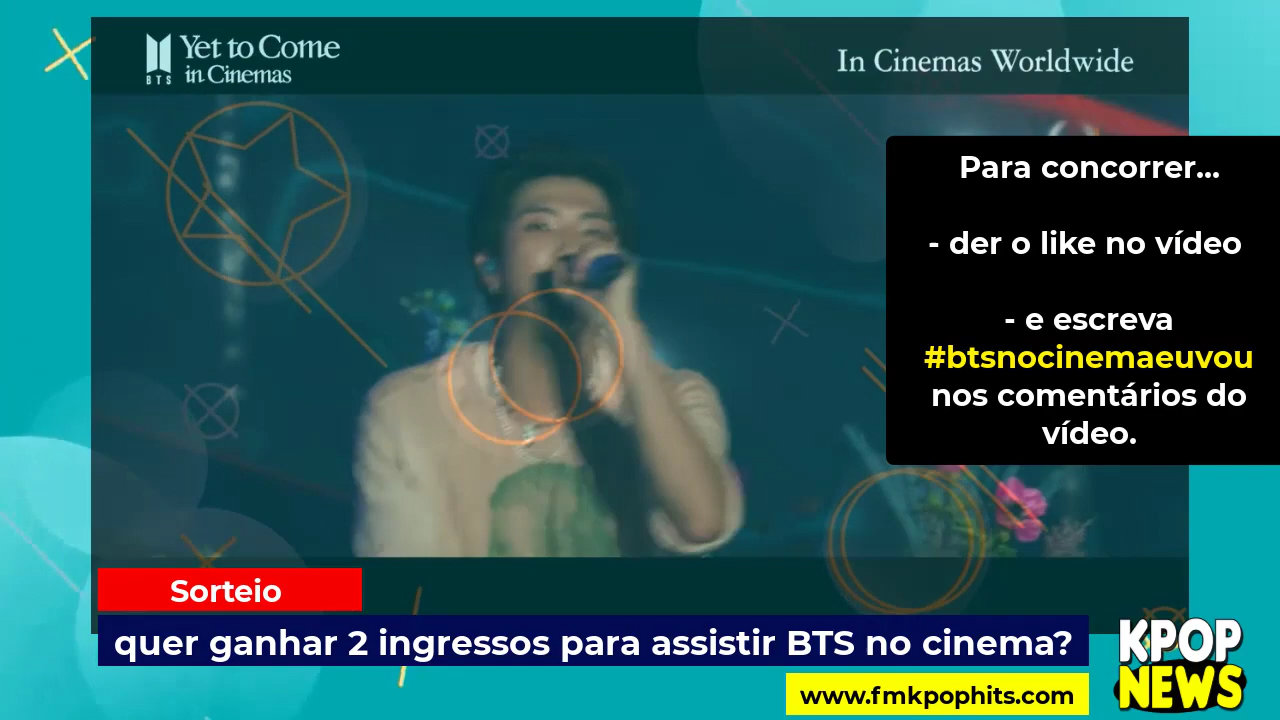 BTS
Yet to Come
in Cinemas
In Cinemas Worldwide
Para concorrer...
- der o like no vídeo
- e escreva
#btsnocinemaeuvou
nos comentários do
vídeo.
Sorteio
quer ganhar 2 ingressos para assistir BTS no cinema?
www.fmkpophits.com
KPOP
NEWS